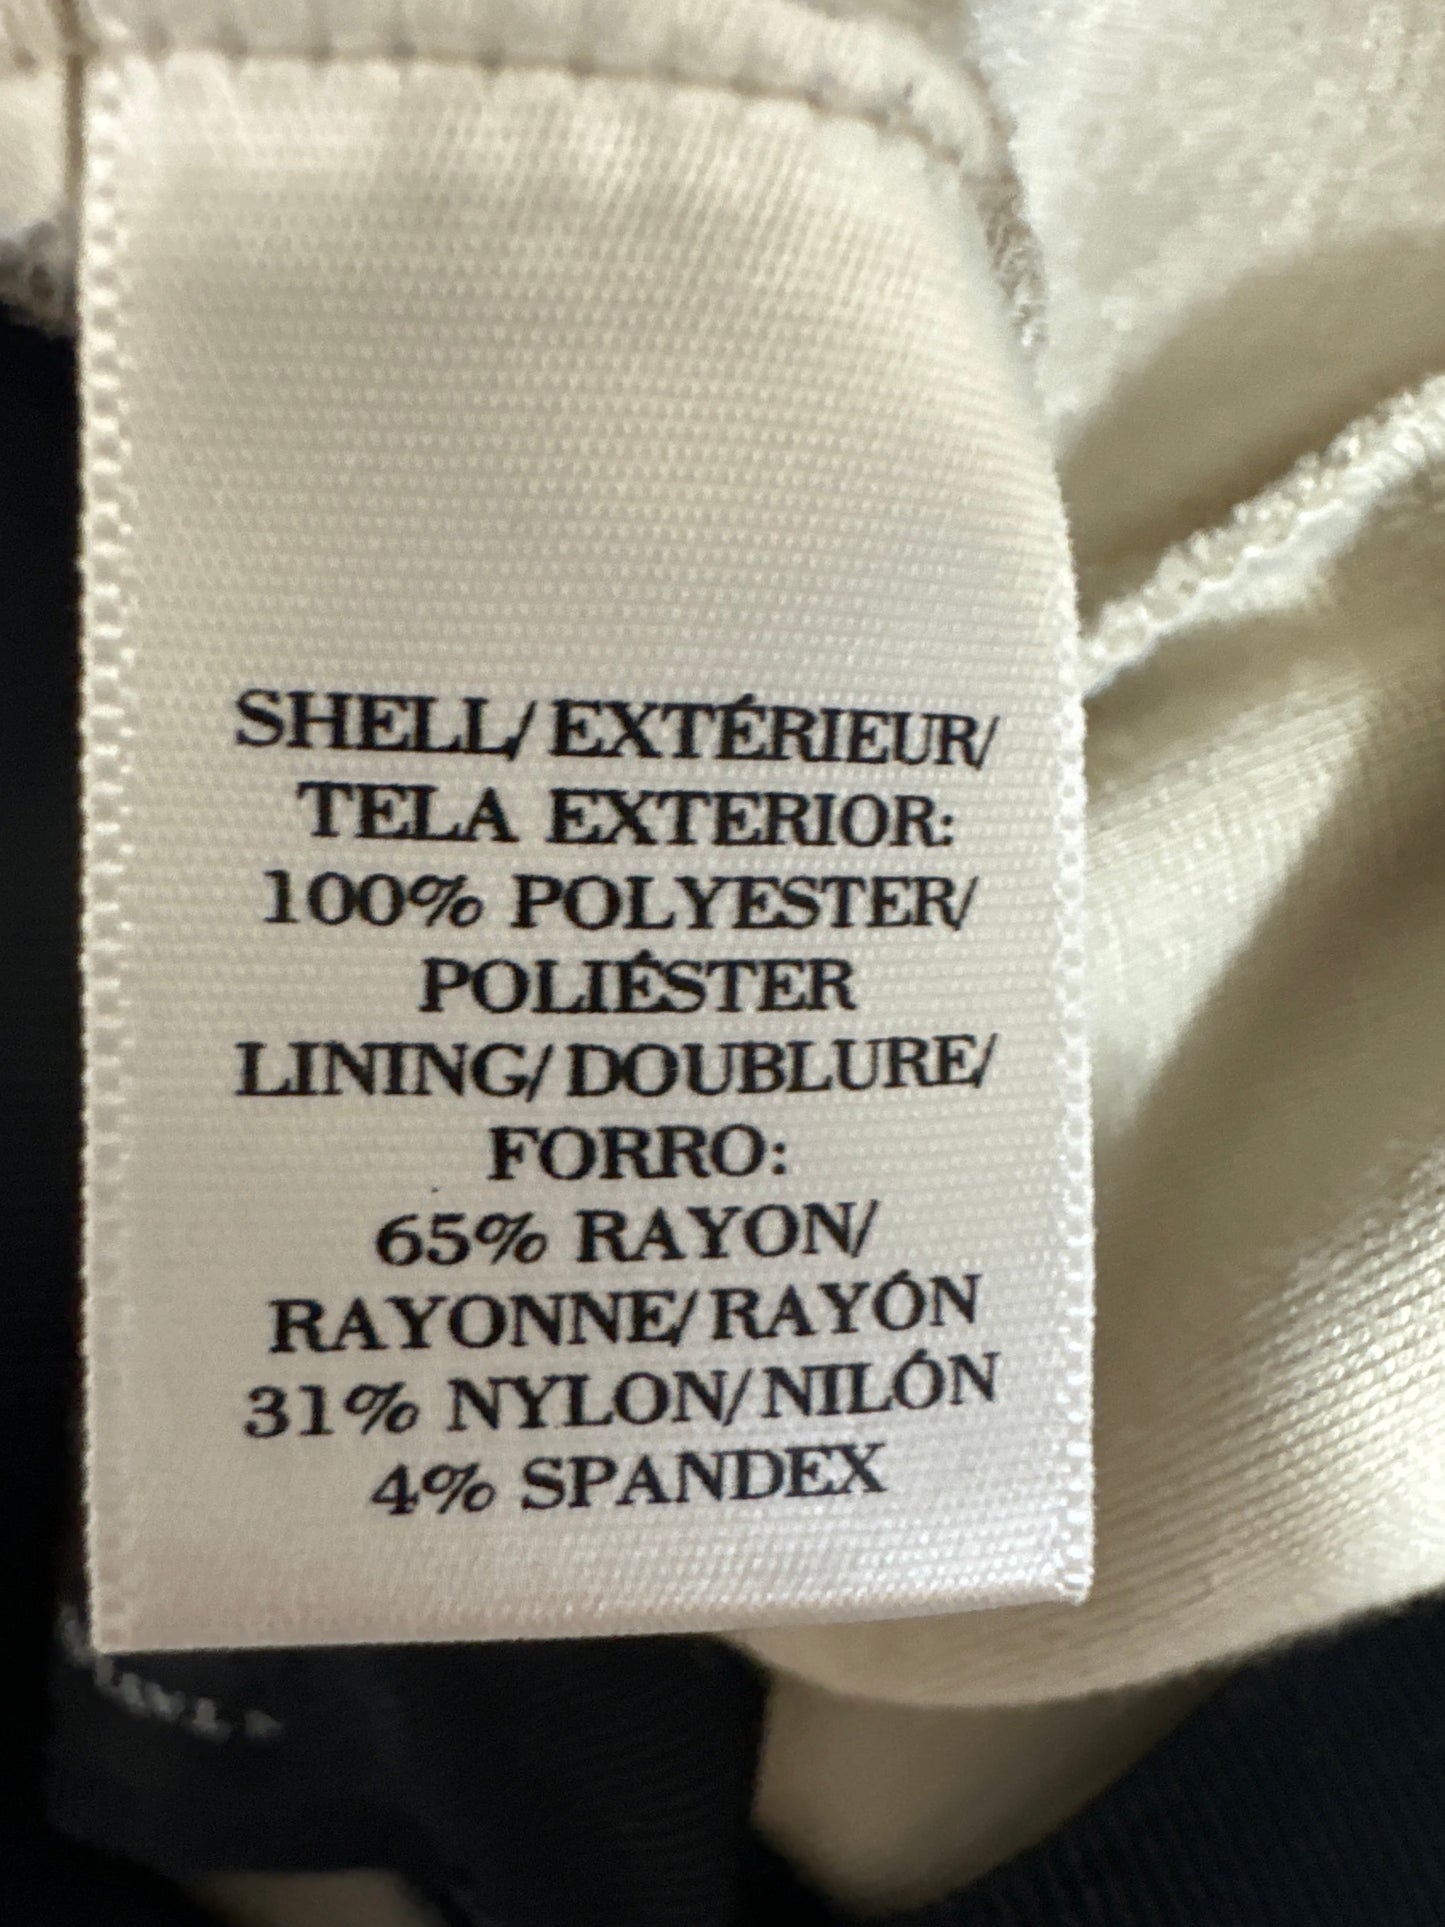 SHELL/EXTÉRIEUR/
TELA EXTERIOR:
100% POLYESTER/
POLIÉSTER
LINING/DOUBLURE/
FORRO:
65% RAYON/
RAYONNE/RAYÓN
31% NYLON/NILÓN
4% SPANDEX